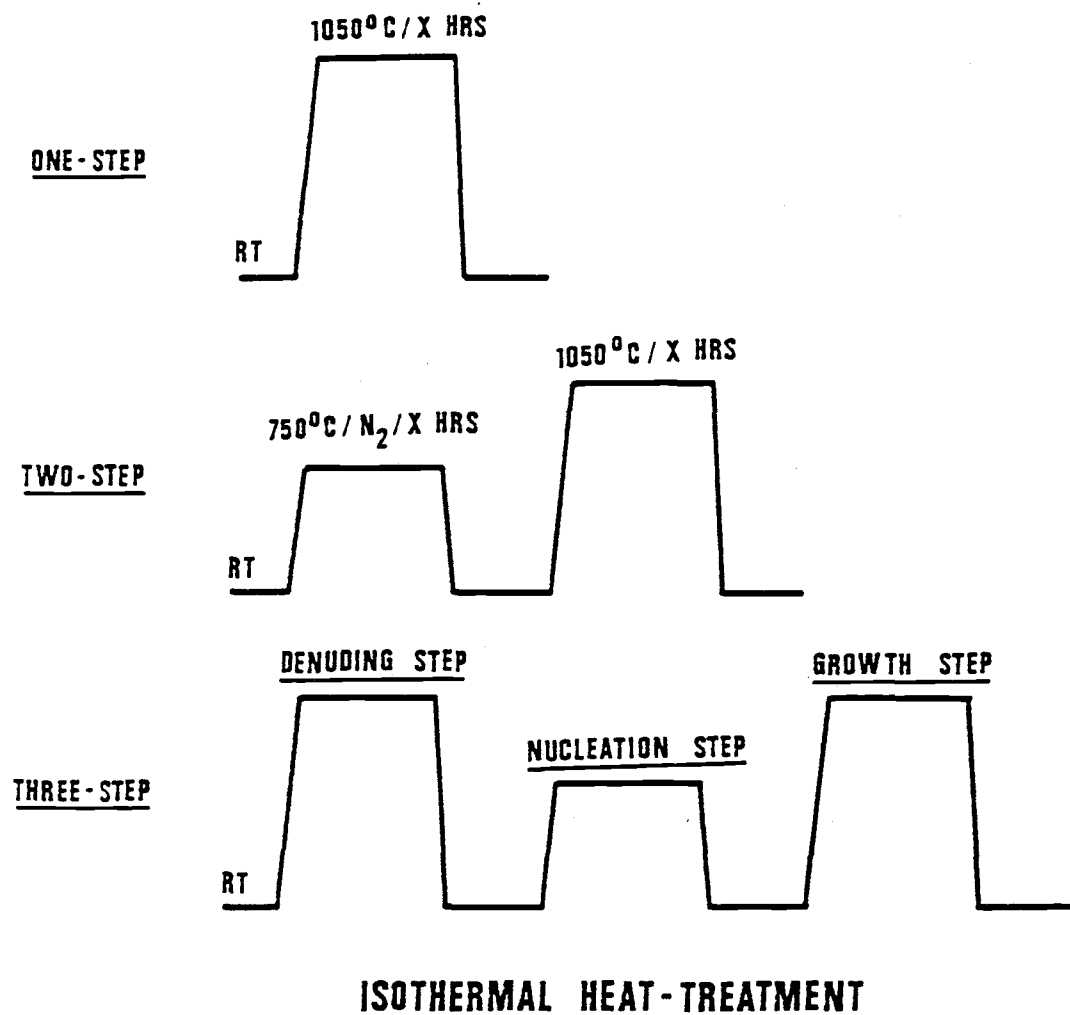 1050°C/X HRS
ONE-STEP
RT
1050°C/ X HRS
750°C/N₂/X HRS
TWO-STEP
RT
DENUDING STEP
GROWTH STEP
NUCLEATION STEP
THREE-STEP
RT
ISOTHERMAL HEAT-TREATMENT